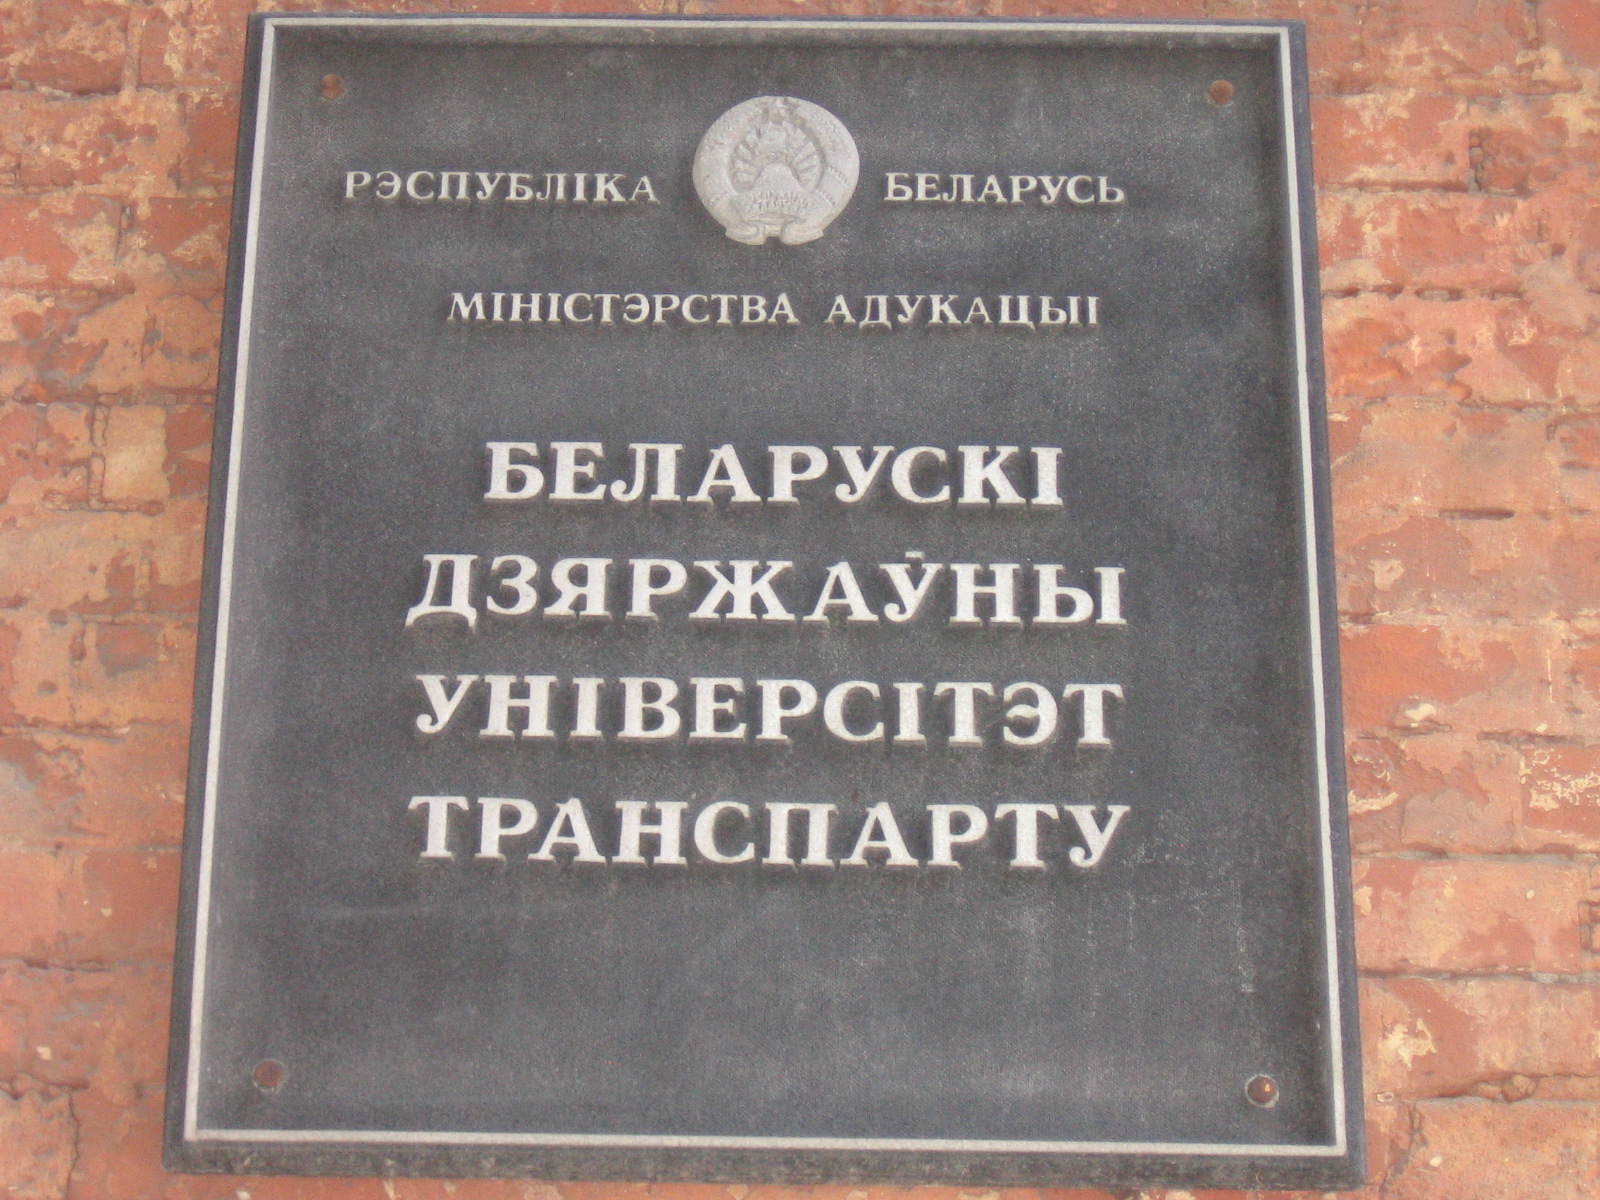 РЭСПУБЛІКА БЕЛАРУСЬ
МІНІСТЭРСТВА АДУКАЦЫІ
БЕЛАРУСКІ
ДЗЯРЖАЎНЫ
УНІВЕРСІТЭТ
ТРАНСПАРТУ